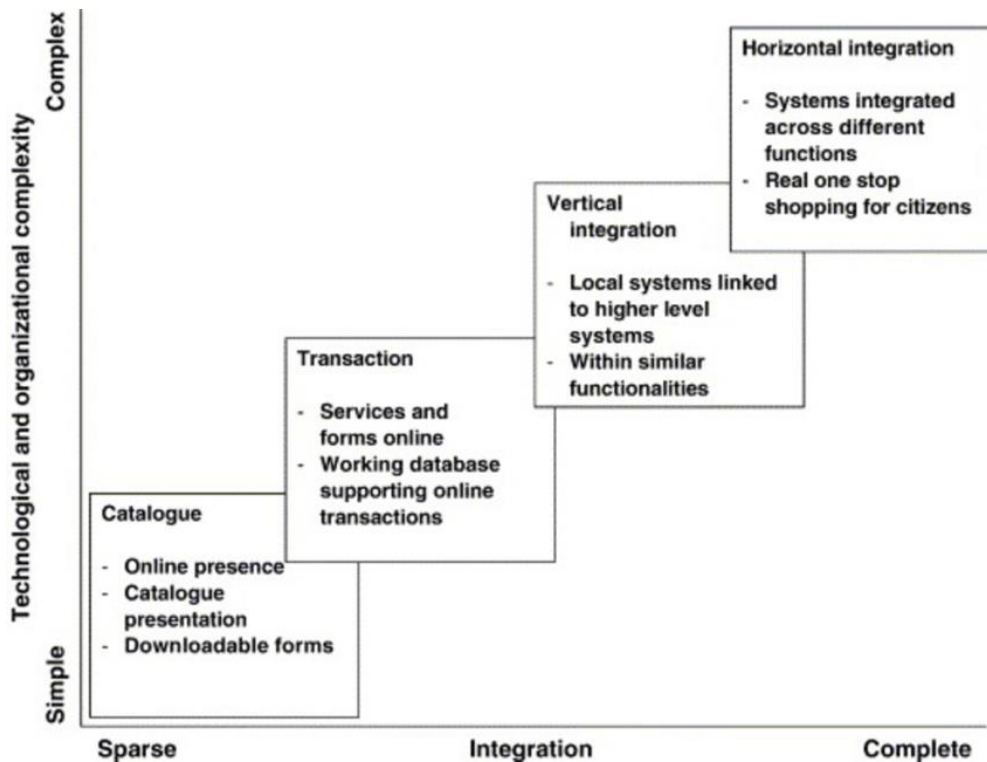 Technological and organizational complexity
Complex
Simple
Horizontal integration
- Systems integrated
across different
functions
- Real one stop
shopping for citizens
Vertical
integration
- Local systems linked
to higher level
systems
- Within similar
functionalities
Transaction
- Services and
forms online
- Working database
supporting online
transactions
Catalogue
- Online presence
- Catalogue
presentation
- Downloadable forms
Sparse
Integration
Complete